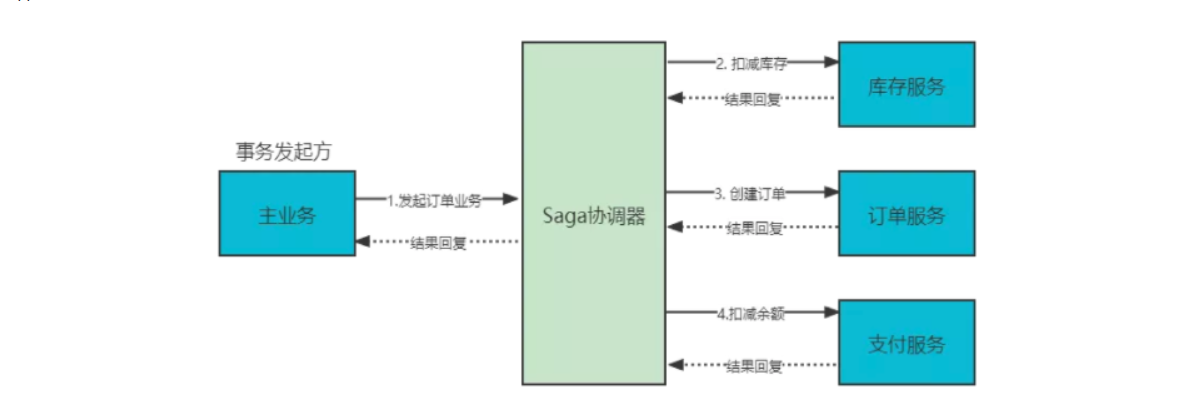 2. 扣减库存
库存服务
结果回复
事务发起方
主业务
1.发起订单业务
结果回复
Saga协调器
3. 创建订单
订单服务
结果回复
4.扣减余额
支付服务
结果回复